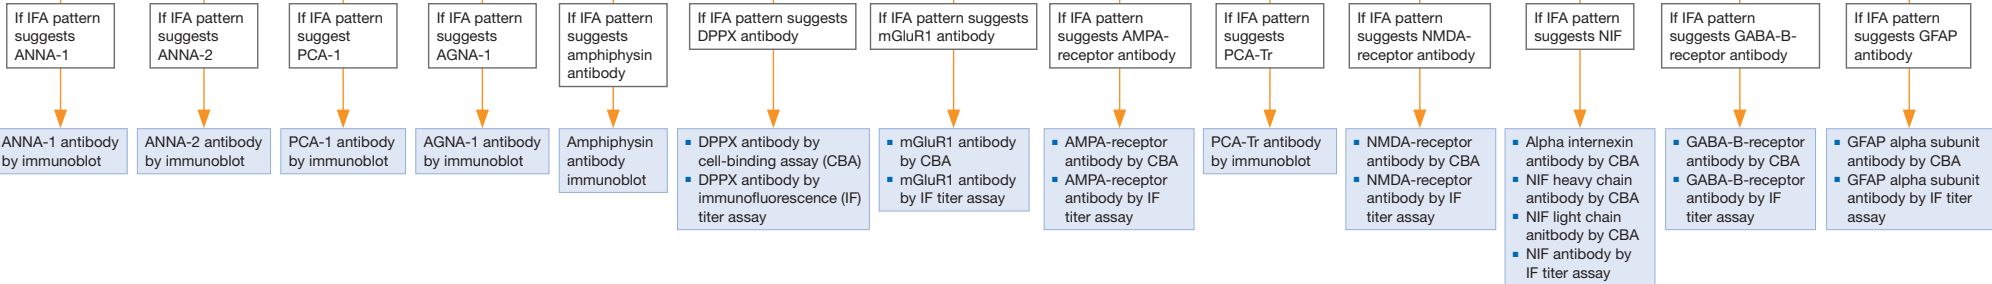 If IFA pattern
suggests
ANNA-1
If IFA pattern
suggests
ANNA-2
If IFA pattern
suggest
PCA-1
If IFA pattern
suggests
AGNA-1
If IFA pattern
suggests
amphiphysin
antibody
If IFA pattern suggests
DPPX antibody
If IFA pattern suggests
mGluR1 antibody
If IFA pattern
suggests AMPA-
receptor antibody
If IFA pattern
suggests
PCA-Tr
If IFA pattern
suggests NMDA-
receptor antibody
If IFA pattern
suggests NIF
If IFA pattern
suggests GABA-B-
receptor antibody
If IFA pattern
suggests GFAP
antibody
ANNA-1 antibody
by immunoblot
ANNA-2 antibody
by immunoblot
PCA-1 antibody
by immunoblot
AGNA-1 antibody
by immunoblot
Amphiphysin
antibody
immunoblot
▪ DPPX antibody by
cell-binding assay (CBA)
▪ DPPX antibody by
immunofluorescence (IF)
titer assay
▪ mGluR1 antibody
by CBA
▪ mGluR1 antibody
by IF titer assay
▪ AMPA-receptor
antibody by CBA
▪ AMPA-receptor
antibody by IF
titer assay
PCA-Tr antibody
by immunoblot
▪ NMDA-receptor
antibody by CBA
▪ NMDA-receptor
antibody by IF
titer assay
▪ Alpha internexin
antibody by CBA
▪ NIF heavy chain
antibody by CBA
▪ NIF light chain
anitbody by CBA
▪ NIF antibody by
IF titer assay
▪ GABA-B-receptor
antibody by CBA
▪ GABA-B-receptor
antibody by IF
titer assay
▪ GFAP alpha subunit
antibody by CBA
▪ GFAP alpha subunit
antibody by IF titer
assay